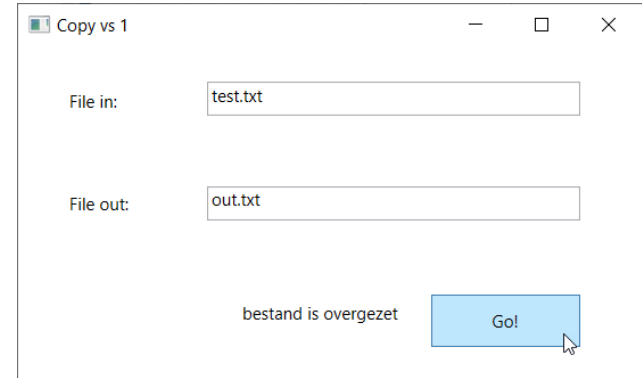 Copy vs 1
File in: test.txt
File out: out.txt
bestand is overgezet Go!